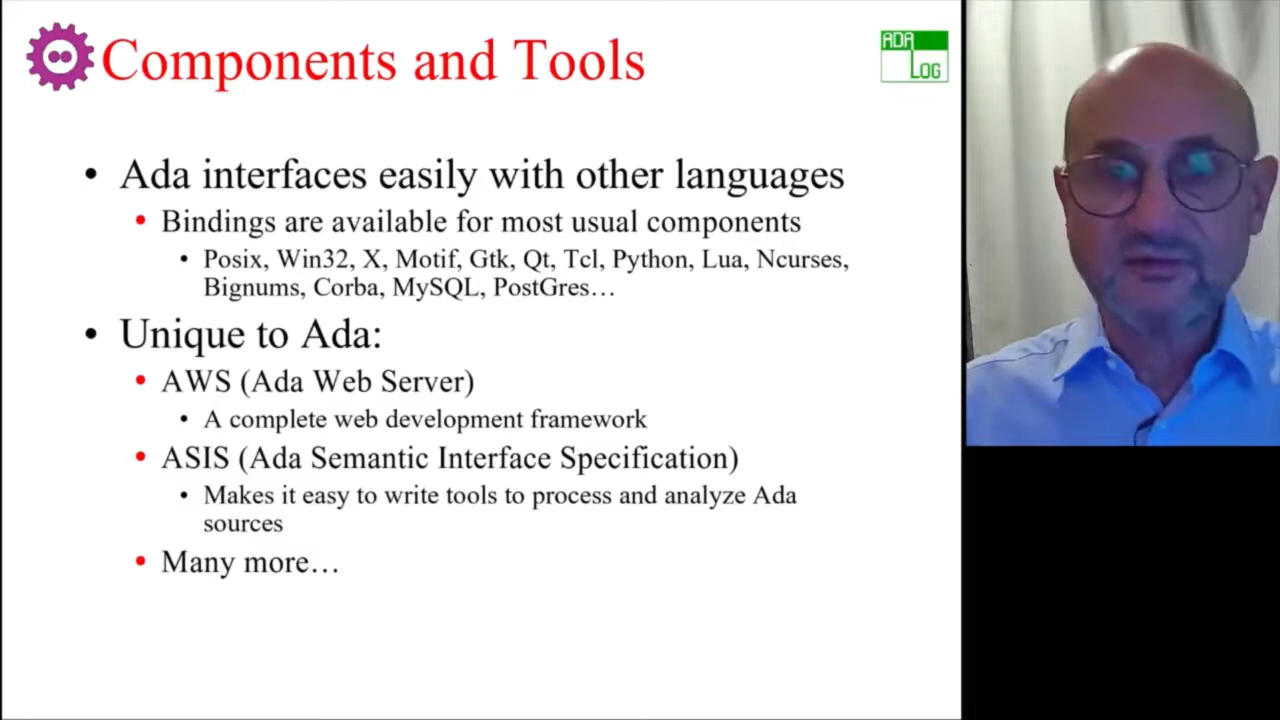 Components and Tools
ADA
LOG
• Ada interfaces easily with other languages
• Bindings are available for most usual components
• Posix, Win32, X, Motif, Gtk, Qt, Tcl, Python, Lua, Ncurses,
Bignums, Corba, MySQL, PostGres…
• Unique to Ada:
• AWS (Ada Web Server)
• A complete web development framework
• ASIS (Ada Semantic Interface Specification)
• Makes it easy to write tools to process and analyze Ada
sources
• Many more…